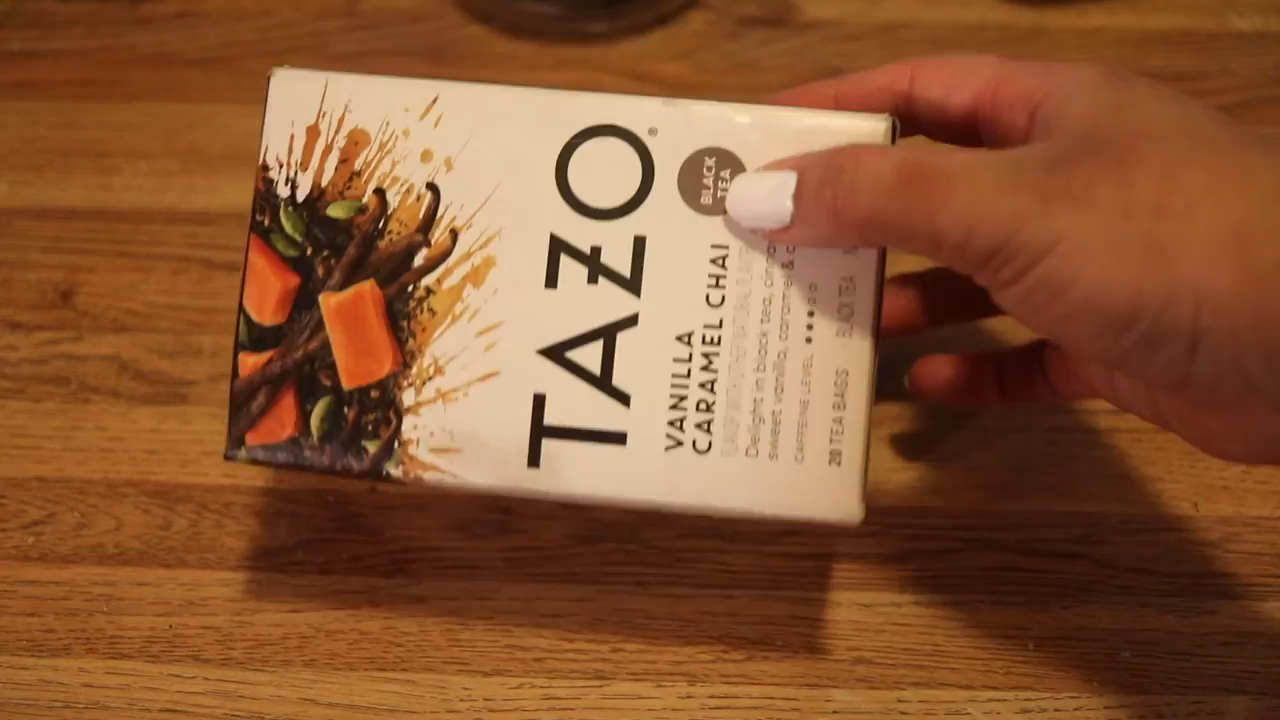 TAZO®
BLACK
TEA
VANILLA
CARAMEL CHAI
Delight in black tea,
sweet vanilla, caramel &
CAFFEINE LEVEL
20 TEA BAGS BLACK TEA